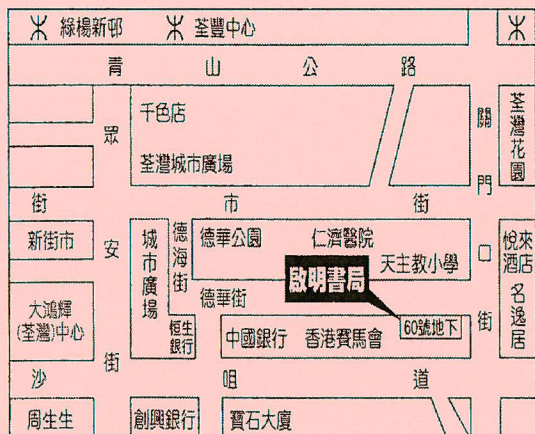 綠楊新邨
荃豐中心
青山公路
千色店
荃灣城市廣場
眾安街
關門口街
荃灣花園
街市街
新街市
城市廣場
德海街
德華公園
仁濟醫院
天主教小學
悅來
酒店
名逸居
啟明書局
德華街
大鴻輝
(荃灣)中心
恒生
銀行
中國銀行
香港賽馬會
60號地下
沙咀道
周生生
創興銀行
寶石大廈